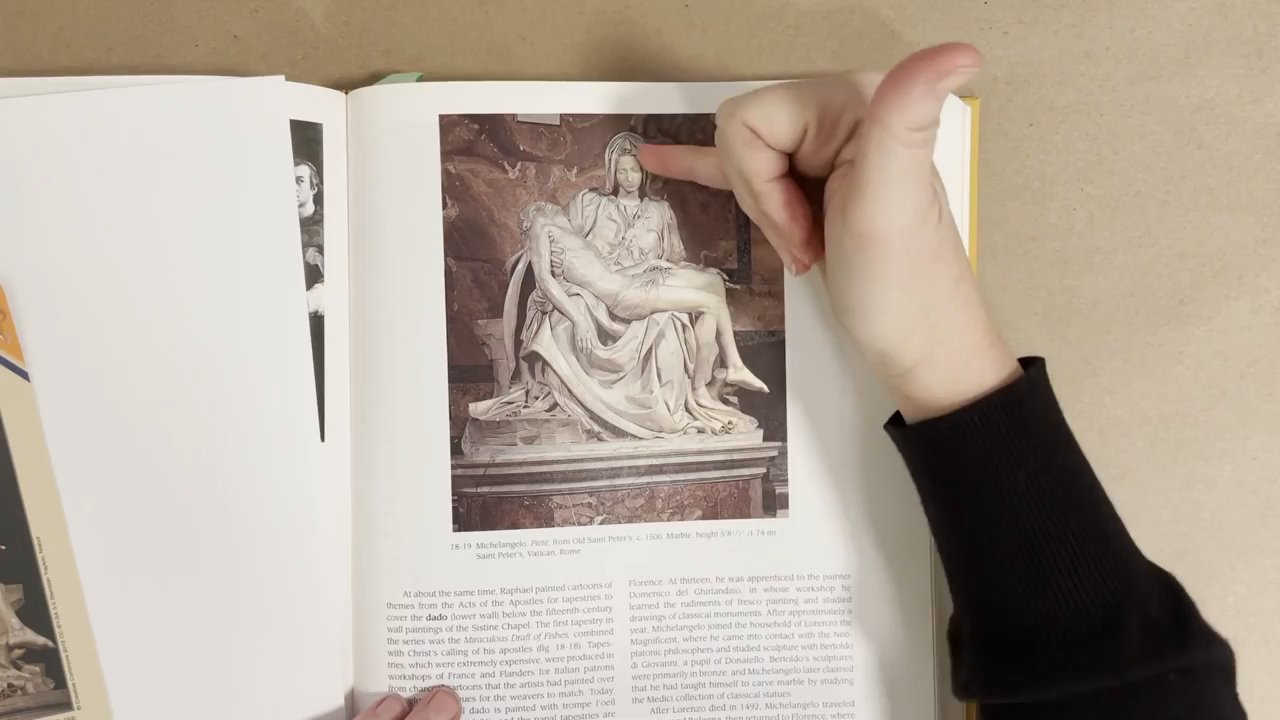 18-19 Michelangelo. Pietà, from Old Saint Peter's. c. 1500. Marble, height 5'8½" (1.74 m).
Saint Peter's, Vatican, Rome
At about the same time, Raphael painted cartoons of
themes from the Acts of the Apostles for tapestries to
cover the dado (lower wall) below the fifteenth-century
wall paintings of the Sistine Chapel. The first tapestry in
the series was the Miraculous Draft of Fishes, combined
with Christ's calling of his apostles (fig. 18-18). Tapes-
tries, which were extremely expensive, were produced in
workshops of France and Flanders for Italian patrons
from charcoal cartoons that the artists had painted over
ues for the weavers to match. Today,
l dado is painted with trompe l'oeil
and the papal tapestries are
Florence. At thirteen, he was apprenticed to the painter
Domenico del Ghirlandaio, in whose workshop he
learned the rudiments of fresco painting and studied
drawings of classical monuments. After approximately a
year, Michelangelo joined the household of Lorenzo the
Magnificent, where he came into contact with the Neo-
platonic philosophers and studied sculpture with Bertoldo
di Giovanni, a pupil of Donatello. Bertoldo's sculptures
were primarily in bronze, and Michelangelo later claimed
that he had taught himself to carve marble by studying
the Medici collection of classical statues.
After Lorenzo died in 1492, Michelangelo traveled
Bologna, then returned to Florence, where